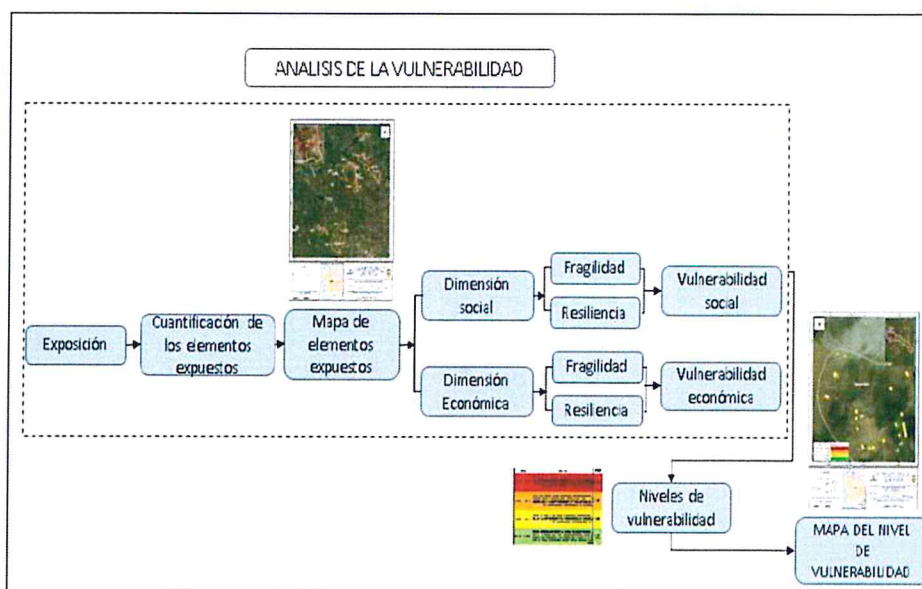 ANALISIS DE LA VULNERABILIDAD
Exposición
Cuantificación de
los elementos
expuestos
Mapa de
elementos
expuestos
Dimensión
social
Fragilidad
Resiliencia
Vulnerabilidad
social
Dimensión
Económica
Fragilidad
Resiliencia
Vulnerabilidad
económica
Niveles de
vulnerabilidad
MAPA DEL NIVEL
DE
VULNERABILIDAD